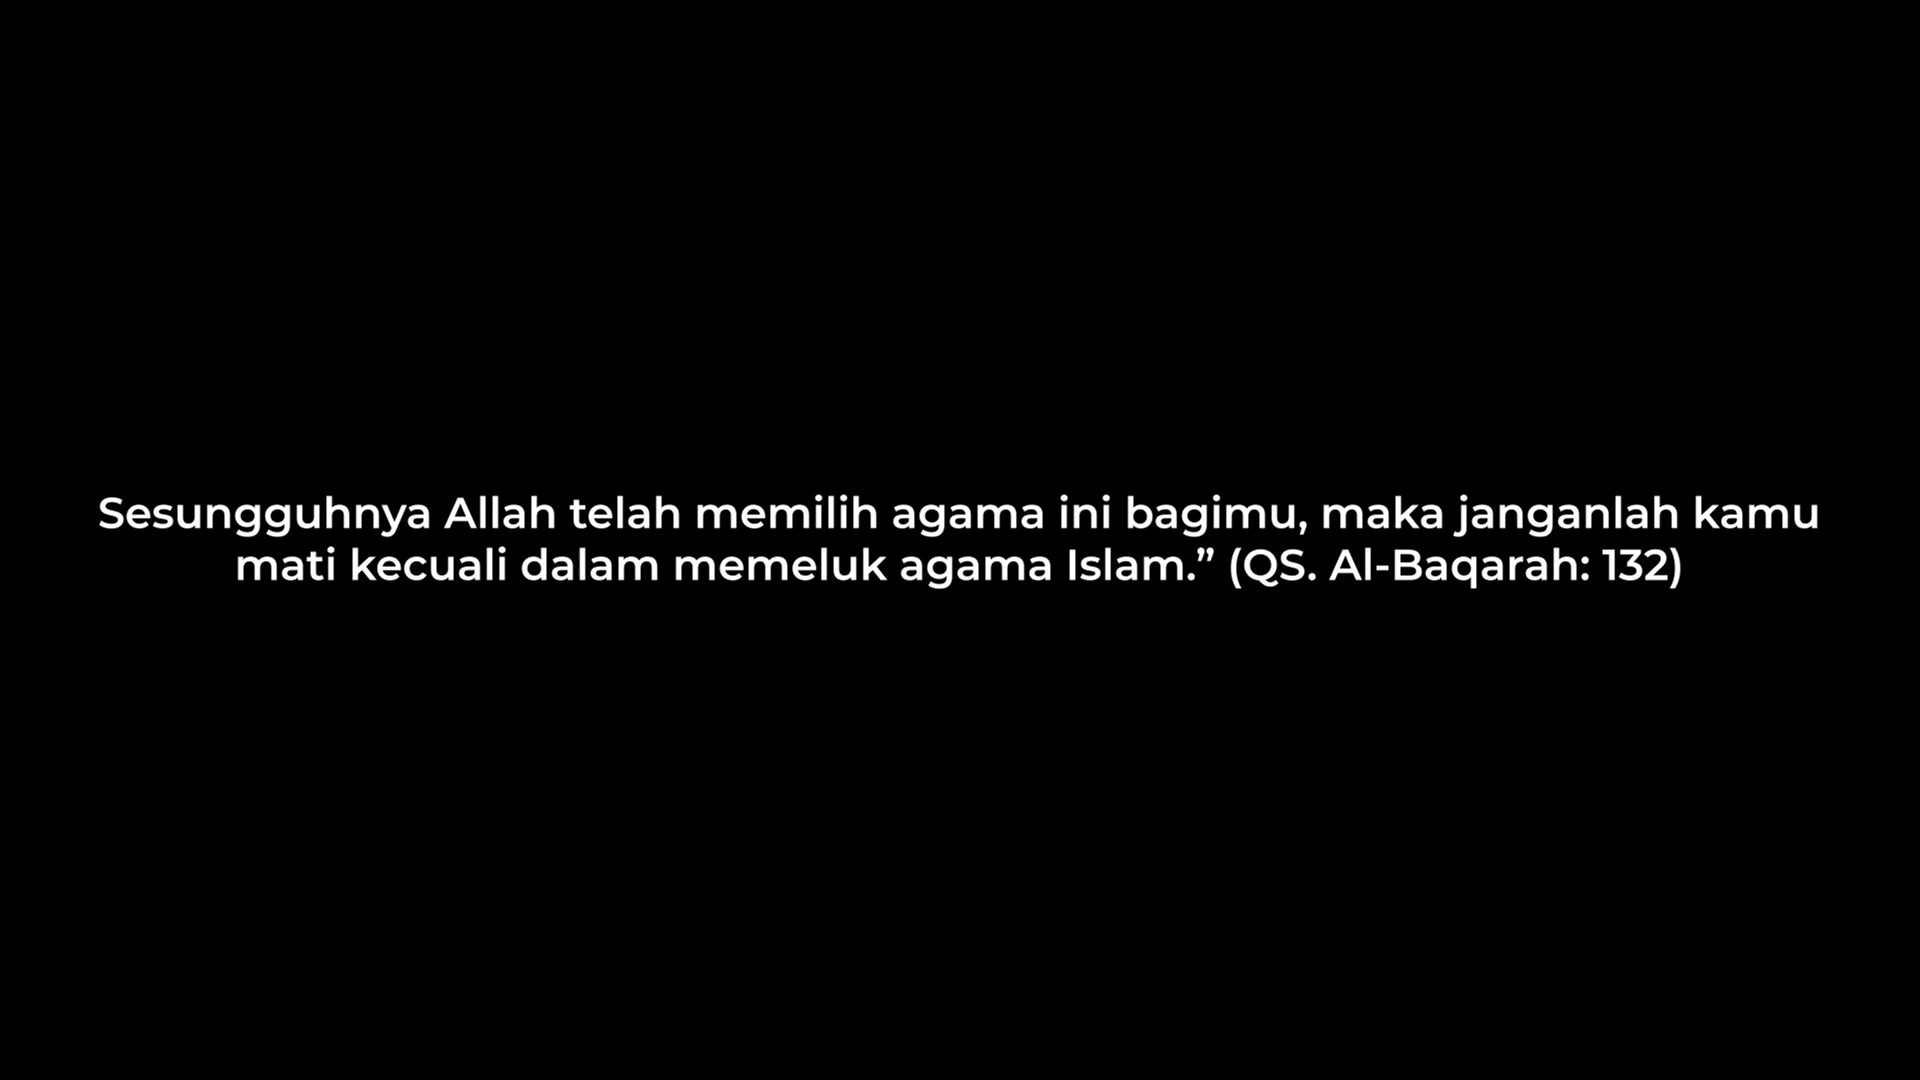 Sesungguhnya Allah telah memilih agama ini bagimu, maka janganlah kamu
mati kecuali dalam memeluk agama Islam.” (QS. Al-Baqarah: 132)